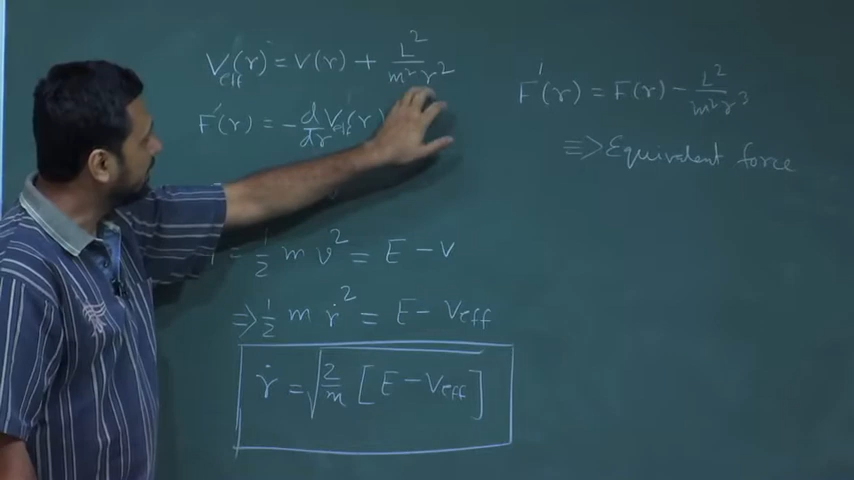 V_eff(r) = V(r) + L²/m²r²
F'(r) = -d/dr V_eff(r)
= ½ m v² = E - V
=> ½ m ṙ² = E - V_eff
ṙ = √(2/m) [E - V_eff]
F'(r) = F(r) - L²/m²r³
=> Equivalent force